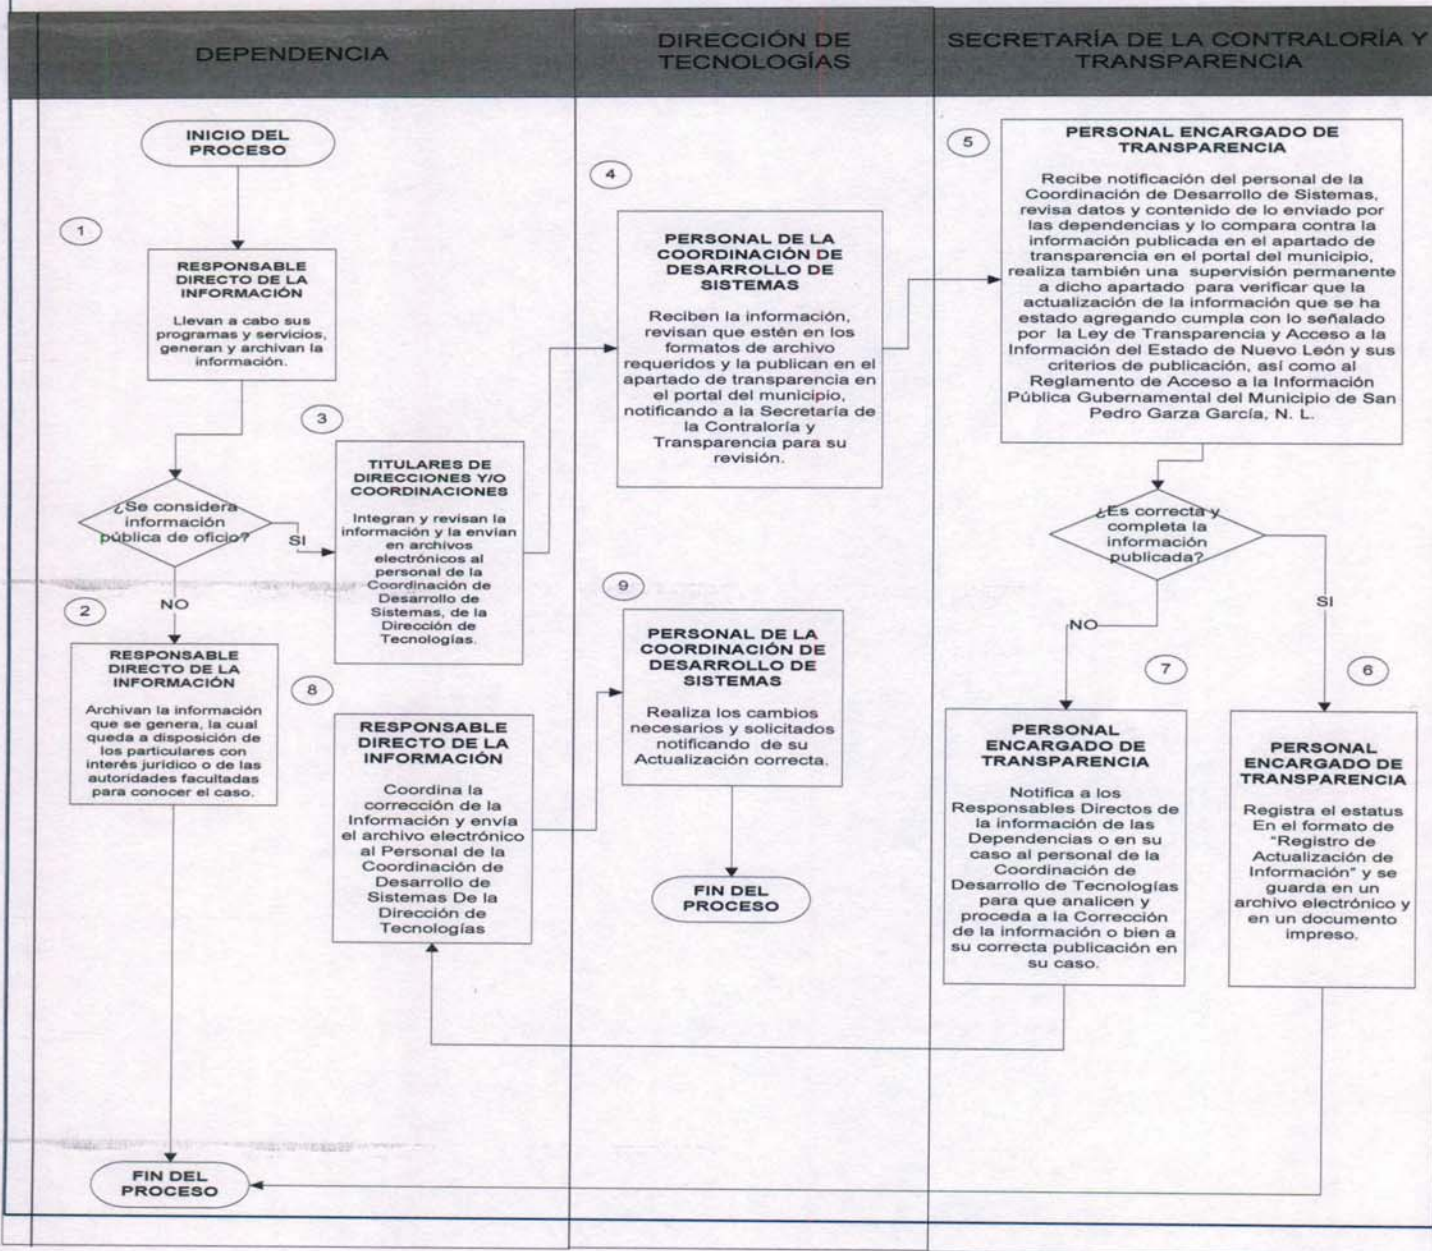 DEPENDENCIA
DIRECCIÓN DE
TECNOLOGÍAS
SECRETARÍA DE LA CONTRALORÍA Y
TRANSPARENCIA
INICIO DEL
PROCESO
1
RESPONSABLE
DIRECTO DE LA
INFORMACIÓN
Llevan a cabo sus
programas y servicios,
generan y archivan la
información.
¿Se considera
información
pública de oficio?
SI
NO
2
RESPONSABLE
DIRECTO DE LA
INFORMACIÓN
Archivan la información
que se genera, la cual
queda a disposición de
los particulares con
interés jurídico o de las
autoridades facultadas
para conocer el caso.
3
TITULARES DE
DIRECCIONES Y/O
COORDINACIONES
Integran y revisan la
información y la envían
en archivos
electrónicos al
personal de la
Coordinación de
Desarrollo de
Sistemas, de la
Dirección de
Tecnologías.
4
PERSONAL DE LA
COORDINACIÓN DE
DESARROLLO DE
SISTEMAS
Reciben la información,
revisan que estén en los
formatos de archivo
requeridos y la publican en el
apartado de transparencia en
el portal del municipio,
notificando a la Secretaría de
la Contraloría y
Transparencia para su
revisión.
5
PERSONAL ENCARGADO DE
TRANSPARENCIA
Recibe notificación del personal de la
Coordinación de Desarrollo de Sistemas,
revisa datos y contenido de lo enviado por
las dependencias y lo compara contra la
información publicada en el apartado de
transparencia en el portal del municipio,
realiza también una supervisión permanente
a dicho apartado para verificar que la
actualización de la información que se ha
estado agregando cumpla con lo señalado
por la Ley de Transparencia y Acceso a la
Información del Estado de Nuevo León y sus
criterios de publicación, así como al
Reglamento de Acceso a la Información
Pública Gubernamental del Municipio de San
Pedro Garza García, N. L.
¿Es correcta y
completa la
información
publicada?
NO
SI
6
PERSONAL
ENCARGADO DE
TRANSPARENCIA
Registra el estatus
En el formato de
"Registro de
Actualización de
Información" y se
guarda en un
archivo electrónico y
en un documento
impreso.
7
PERSONAL
ENCARGADO DE
TRANSPARENCIA
Notifica a los
Responsables Directos de
la información de las
Dependencias o en su
caso al personal de la
Coordinación de
Desarrollo de Tecnologías
para que analicen y
proceda a la Corrección
de la información o bien a
su correcta publicación en
su caso.
8
RESPONSABLE
DIRECTO DE LA
INFORMACIÓN
Coordina la
corrección de la
Información y envía
el archivo electrónico
al Personal de la
Coordinación de
Desarrollo de
Sistemas De la
Dirección de
Tecnologías
9
PERSONAL DE LA
COORDINACIÓN DE
DESARROLLO DE
SISTEMAS
Realiza los cambios
necesarios y solicitados
notificando de su
Actualización correcta.
FIN DEL
PROCESO
FIN DEL
PROCESO